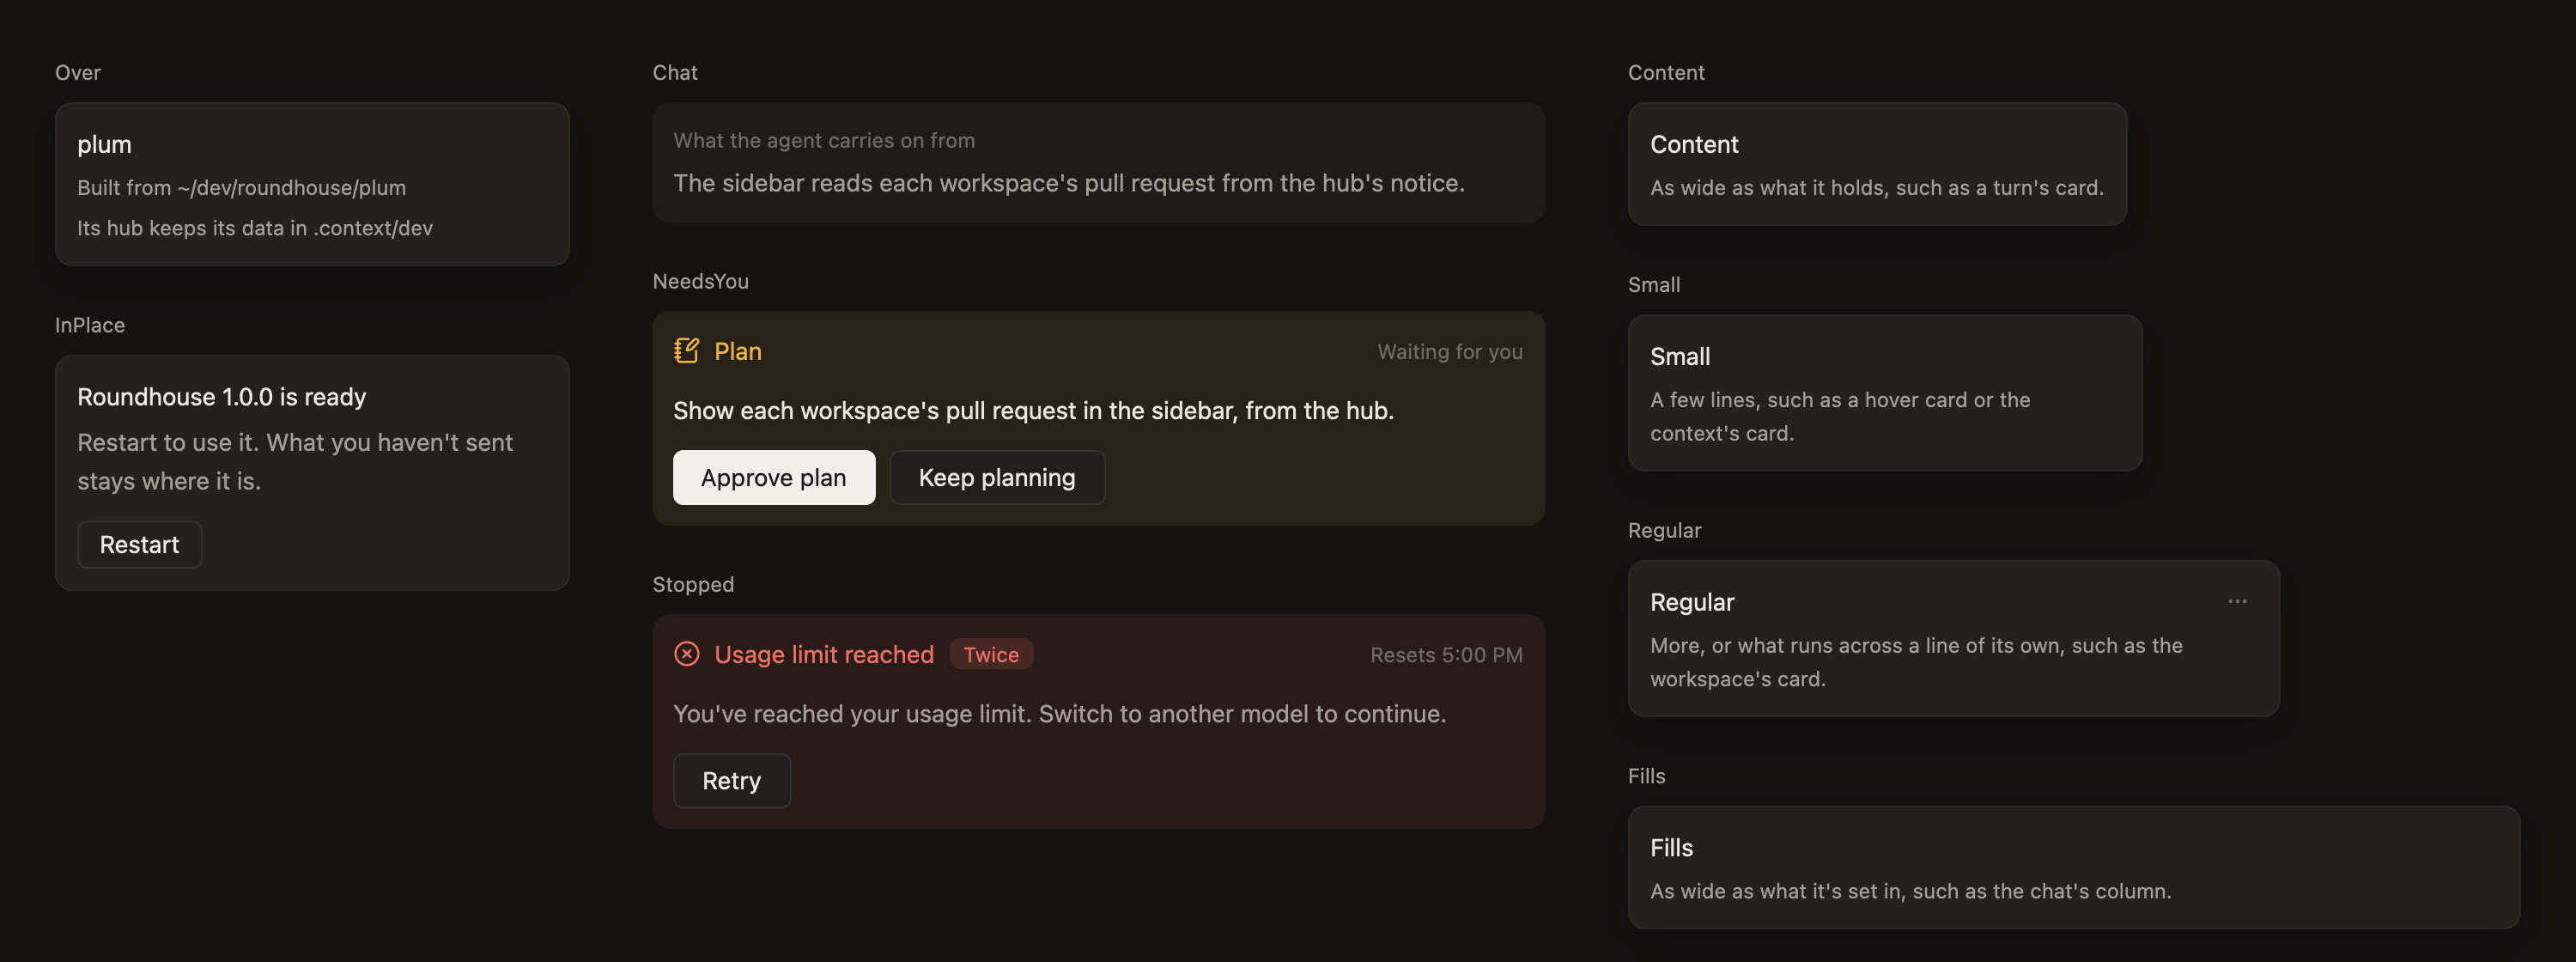 Over
plum
Built from ~/dev/roundhouse/plum
Its hub keeps its data in .context/dev
InPlace
Roundhouse 1.0.0 is ready
Restart to use it. What you haven't sent
stays where it is.
Restart
Chat
What the agent carries on from
The sidebar reads each workspace's pull request from the hub's notice.
NeedsYou
Plan
Waiting for you
Show each workspace's pull request in the sidebar, from the hub.
Approve plan
Keep planning
Stopped
Usage limit reached
Twice
Resets 5:00 PM
You've reached your usage limit. Switch to another model to continue.
Retry
Content
Content
As wide as what it holds, such as a turn's card.
Small
Small
A few lines, such as a hover card or the
context's card.
Regular
Regular
More, or what runs across a line of its own, such as the
workspace's card.
Fills
Fills
As wide as what it's set in, such as the chat's column.